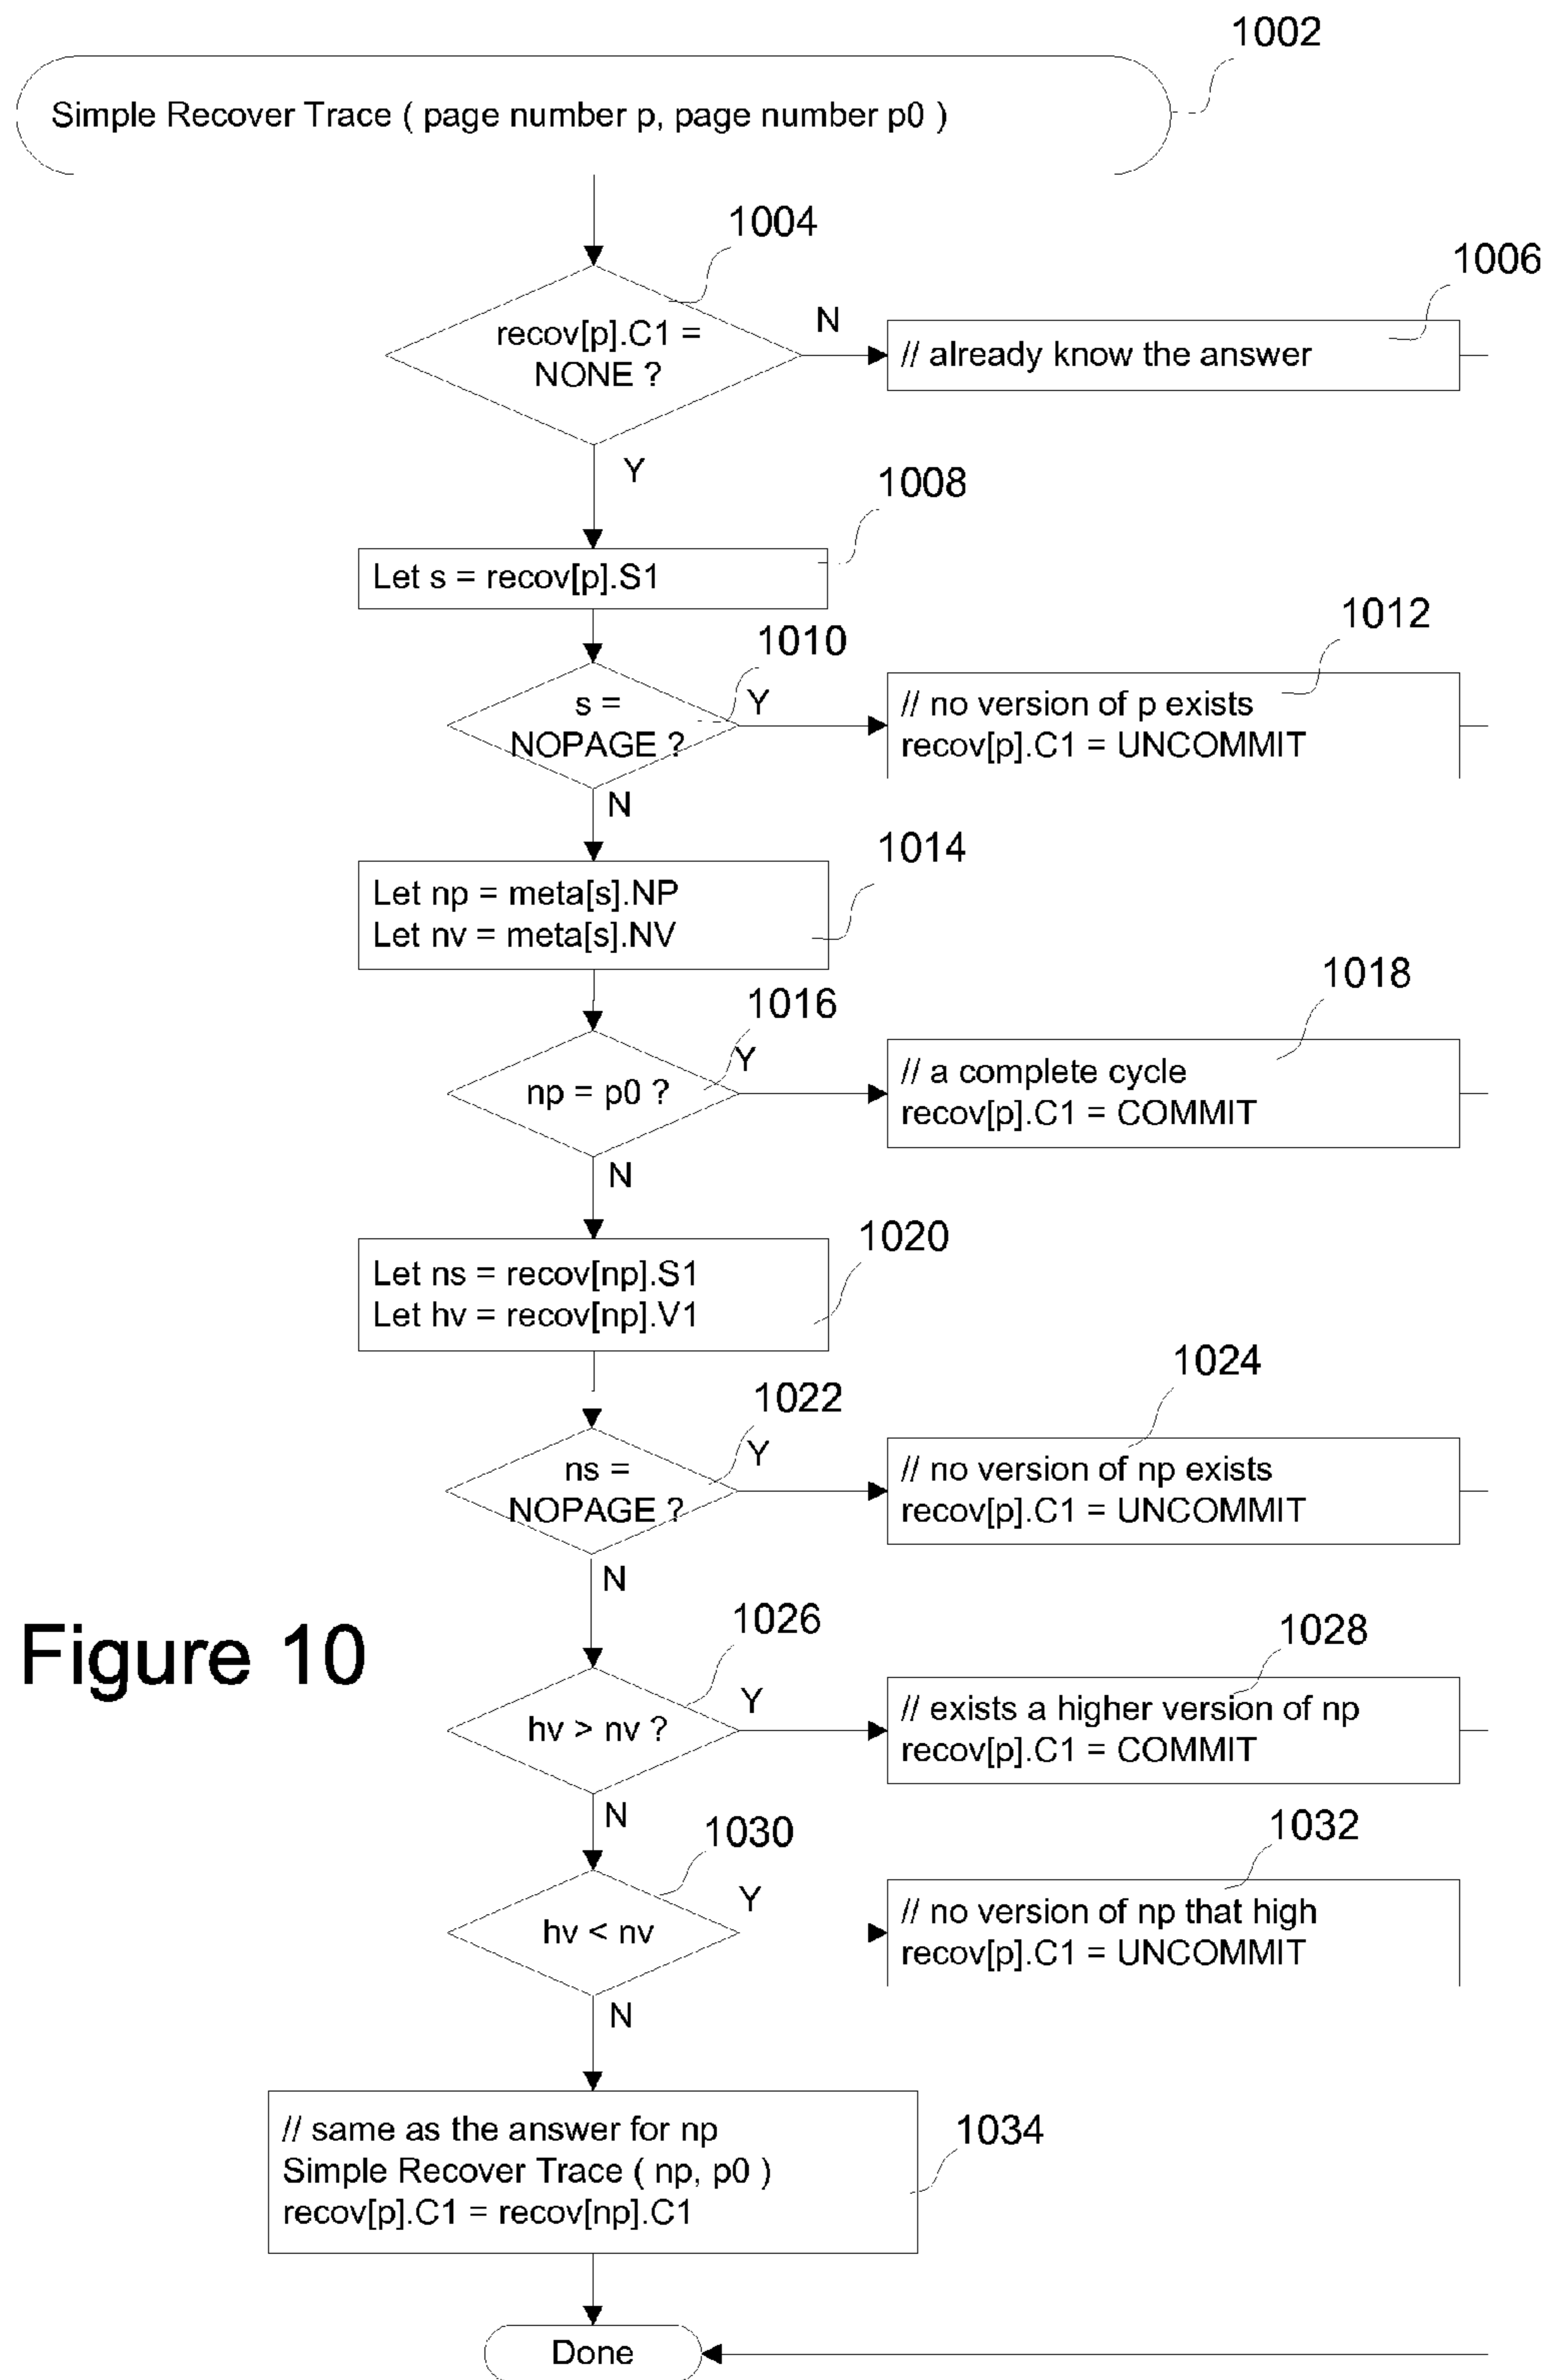 1002
Simple Recover Trace ( page number p, page number p0 )
1004
1006
recov[p].C1 =
NONE ?
N
// already know the answer
Y
1008
Let s = recov[p].S1
1010
1012
s =
NOPAGE ?
Y
// no version of p exists
recov[p].C1 = UNCOMMIT
N
1014
Let np = meta[s].NP
Let nv = meta[s].NV
1016
1018
np = p0 ?
Y
// a complete cycle
recov[p].C1 = COMMIT
N
1020
Let ns = recov[np].S1
Let hv = recov[np].V1
1022
1024
ns =
NOPAGE ?
Y
// no version of np exists
recov[p].C1 = UNCOMMIT
N
Figure 10
1026
1028
hv > nv ?
Y
// exists a higher version of np
recov[p].C1 = COMMIT
N
1030
1032
hv < nv
Y
// no version of np that high
recov[p].C1 = UNCOMMIT
N
// same as the answer for np
Simple Recover Trace ( np, p0 )
recov[p].C1 = recov[np].C1
1034
Done